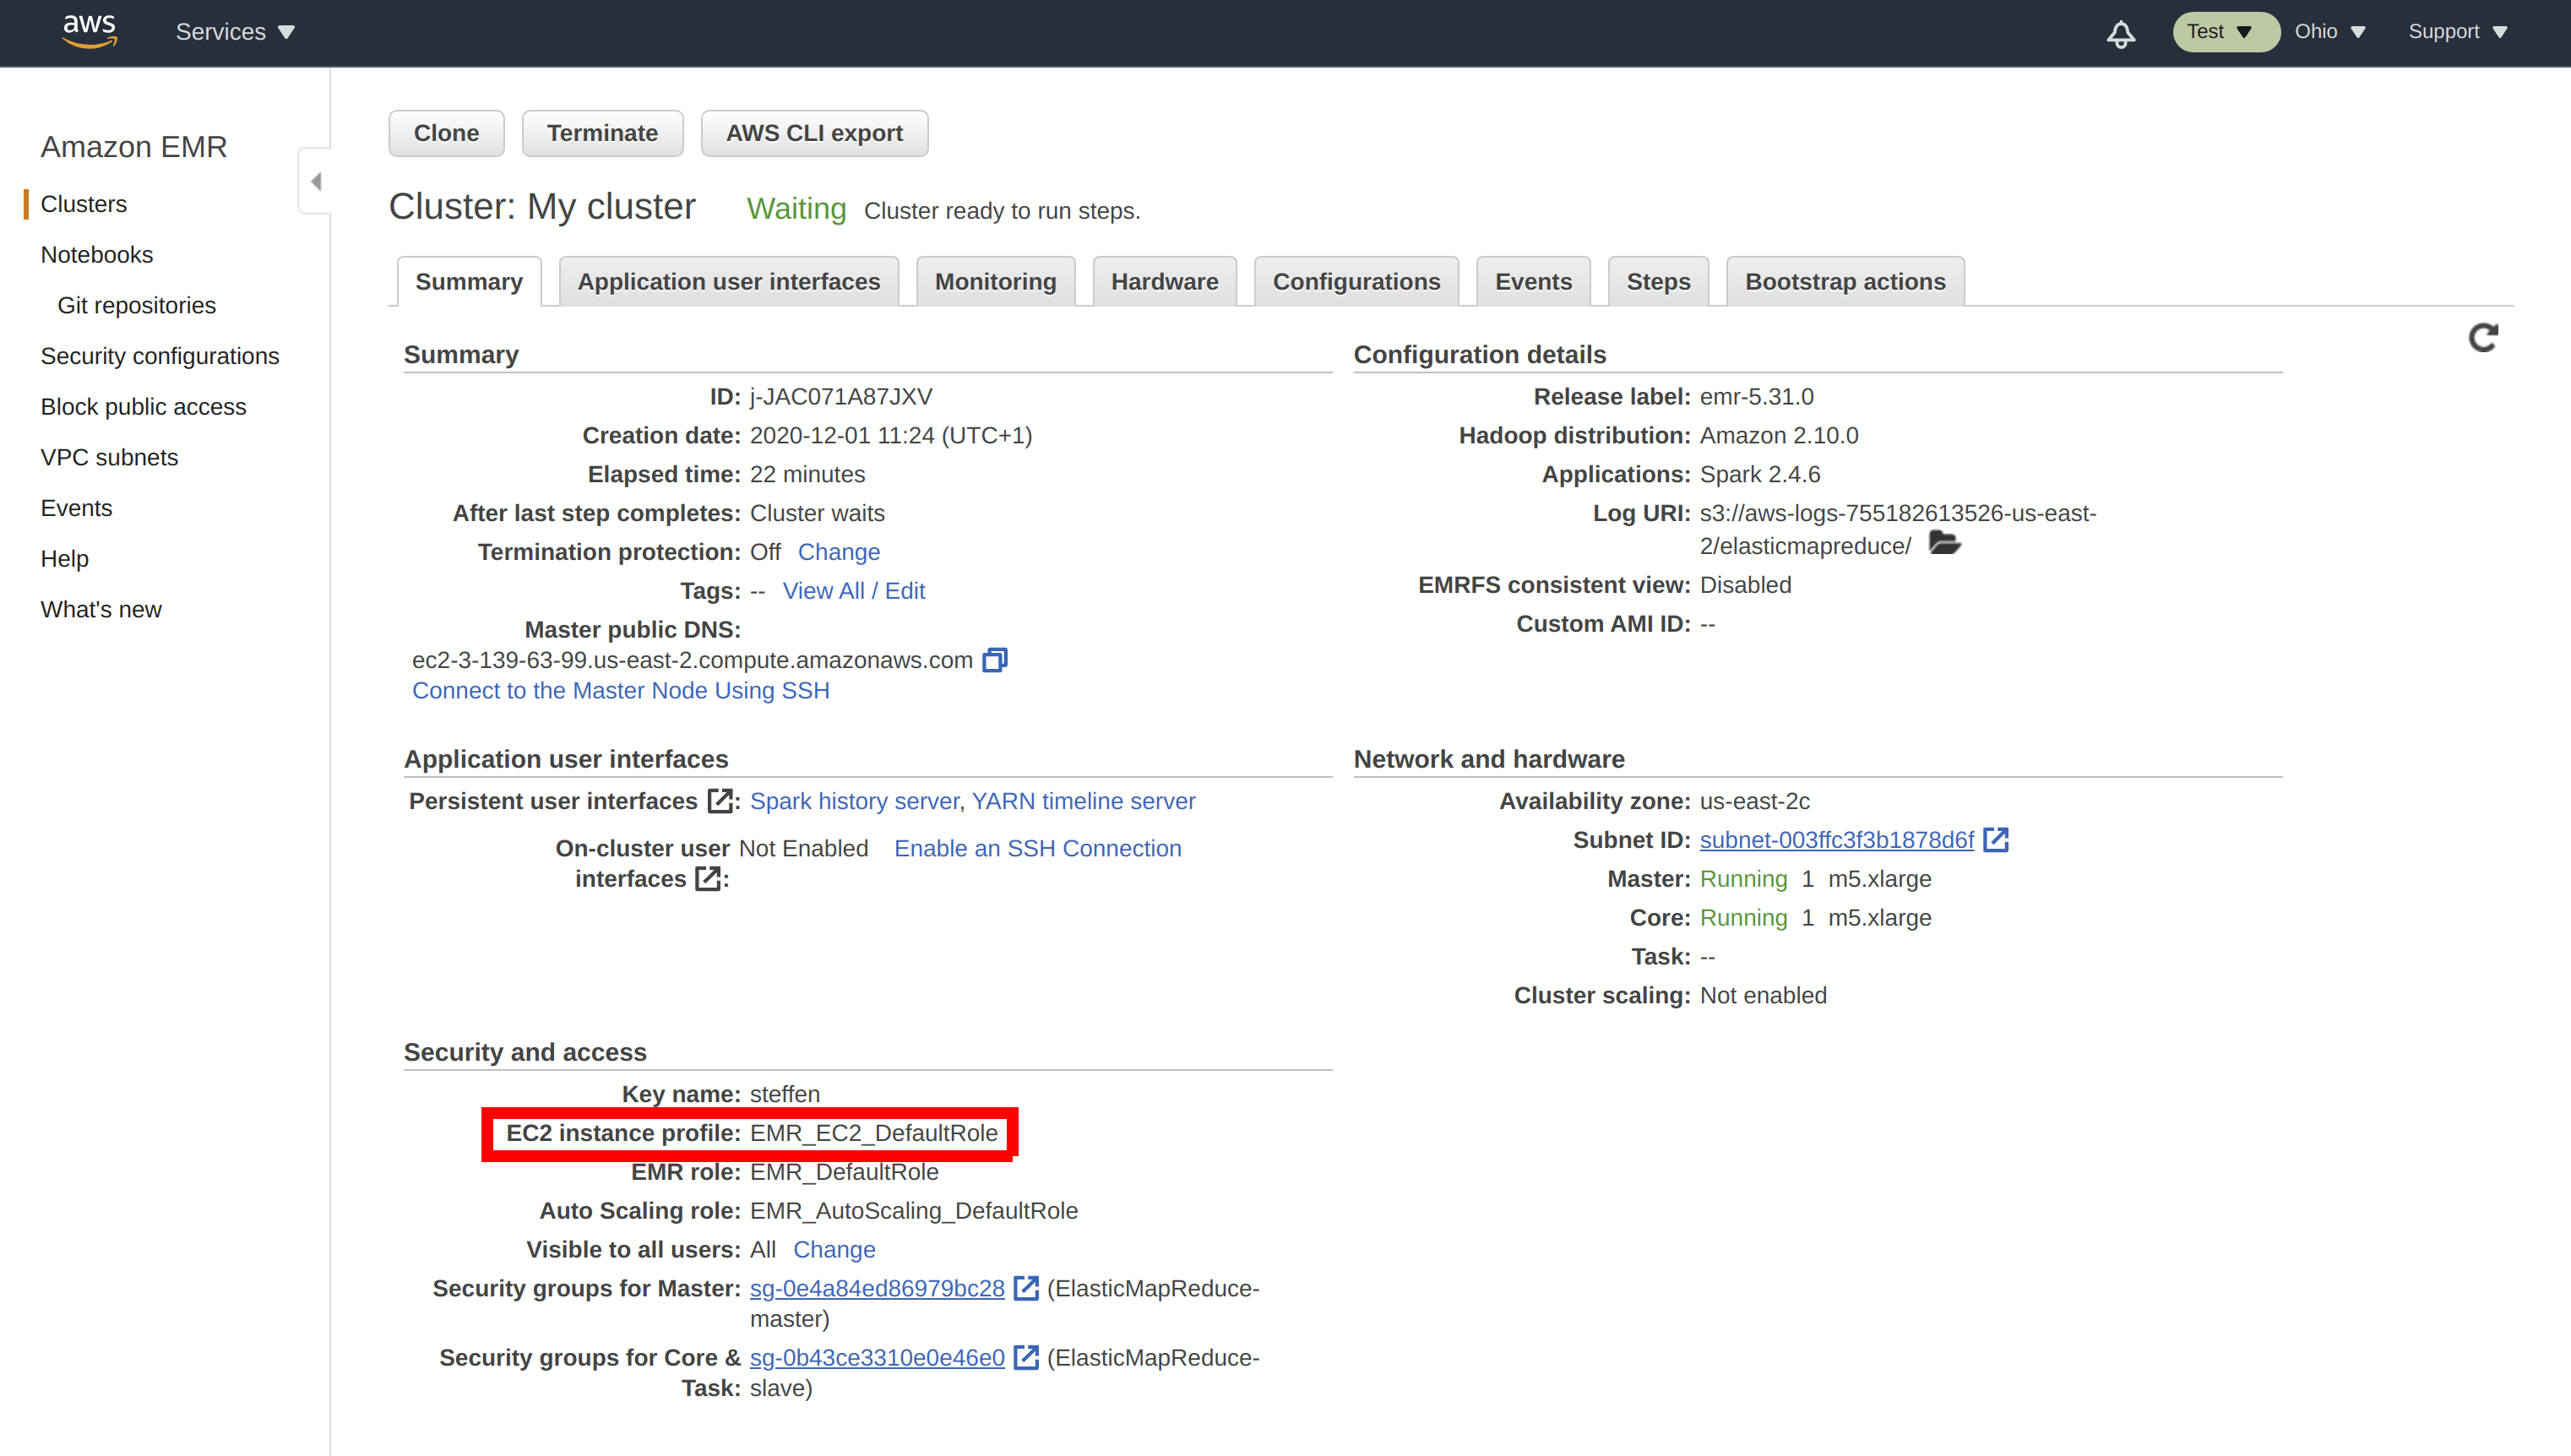 aws Services Test Ohio Support
Amazon EMR
Clusters
Notebooks
Git repositories
Security configurations
Block public access
VPC subnets
Events
Help
What's new
Clone Terminate AWS CLI export
Cluster: My cluster Waiting Cluster ready to run steps.
Summary Application user interfaces Monitoring Hardware Configurations Events Steps Bootstrap actions
Summary
ID: j-JAC071A87JXV
Creation date: 2020-12-01 11:24 (UTC+1)
Elapsed time: 22 minutes
After last step completes: Cluster waits
Termination protection: Off Change
Tags: -- View All / Edit
Master public DNS:
ec2-3-139-63-99.us-east-2.compute.amazonaws.com
Connect to the Master Node Using SSH
Configuration details
Release label: emr-5.31.0
Hadoop distribution: Amazon 2.10.0
Applications: Spark 2.4.6
Log URI: s3://aws-logs-755182613526-us-east-
2/elasticmapreduce/
EMRFS consistent view: Disabled
Custom AMI ID: --
Application user interfaces
Persistent user interfaces : Spark history server, YARN timeline server
On-cluster user Not Enabled Enable an SSH Connection
interfaces :
Network and hardware
Availability zone: us-east-2c
Subnet ID: subnet-003ffc3f3b1878d6f
Master: Running 1 m5.xlarge
Core: Running 1 m5.xlarge
Task: --
Cluster scaling: Not enabled
Security and access
Key name: steffen
EC2 instance profile: EMR_EC2_DefaultRole
EMR role: EMR_DefaultRole
Auto Scaling role: EMR_AutoScaling_DefaultRole
Visible to all users: All Change
Security groups for Master: sg-0e4a84ed86979bc28 (ElasticMapReduce-
master)
Security groups for Core & sg-0b43ce3310e0e46e0 (ElasticMapReduce-
Task: slave)